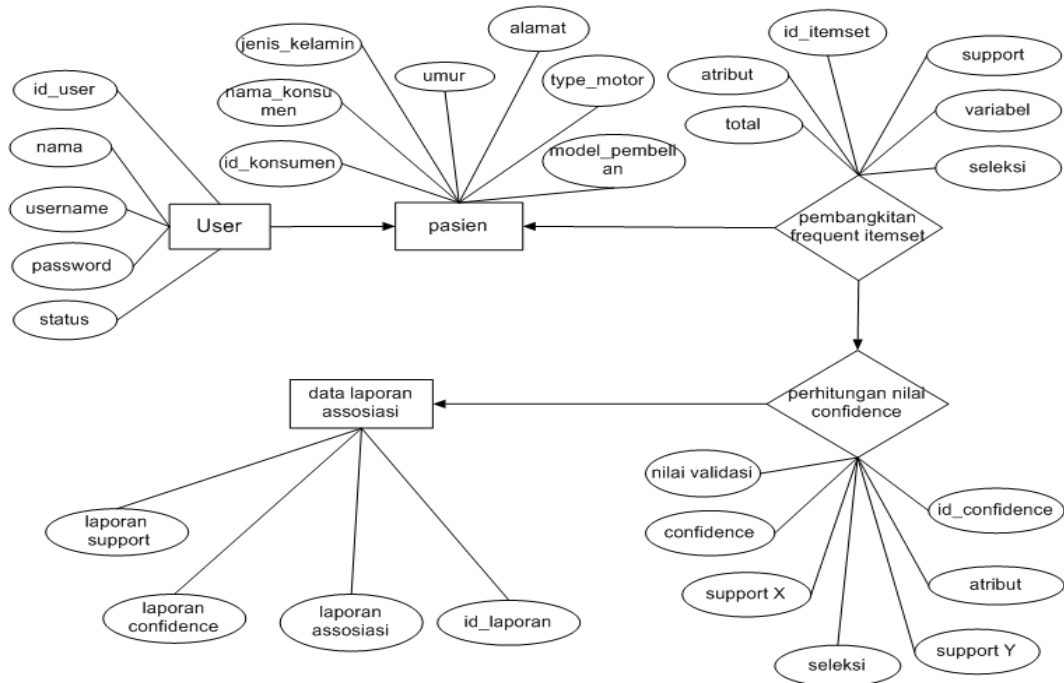 id_user
nama
username
password
status
User
jenis_kelamin
nama_konsu
men
id_konsumen
umur
alamat
type_motor
model_pembeli
an
pasien
id_itemset
atribut
total
support
variabel
seleksi
pembangkitan
frequent itemset
perhitungan nilai
confidence
data laporan
assosiasi
laporan
support
laporan
confidence
laporan
assosiasi
id_laporan
nilai validasi
confidence
support X
seleksi
id_confidence
atribut
support Y